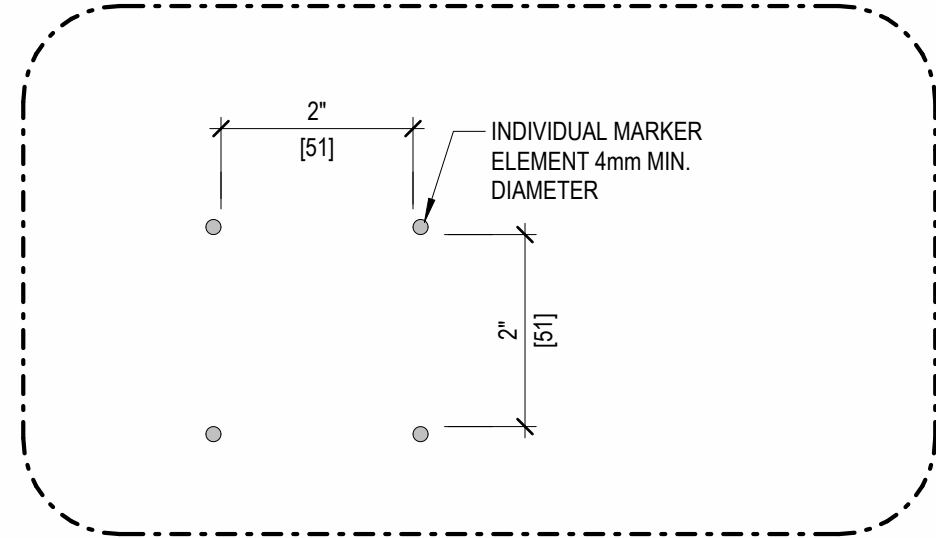 2"
[51]
INDIVIDUAL MARKER
ELEMENT 4mm MIN.
DIAMETER
2"
[51]